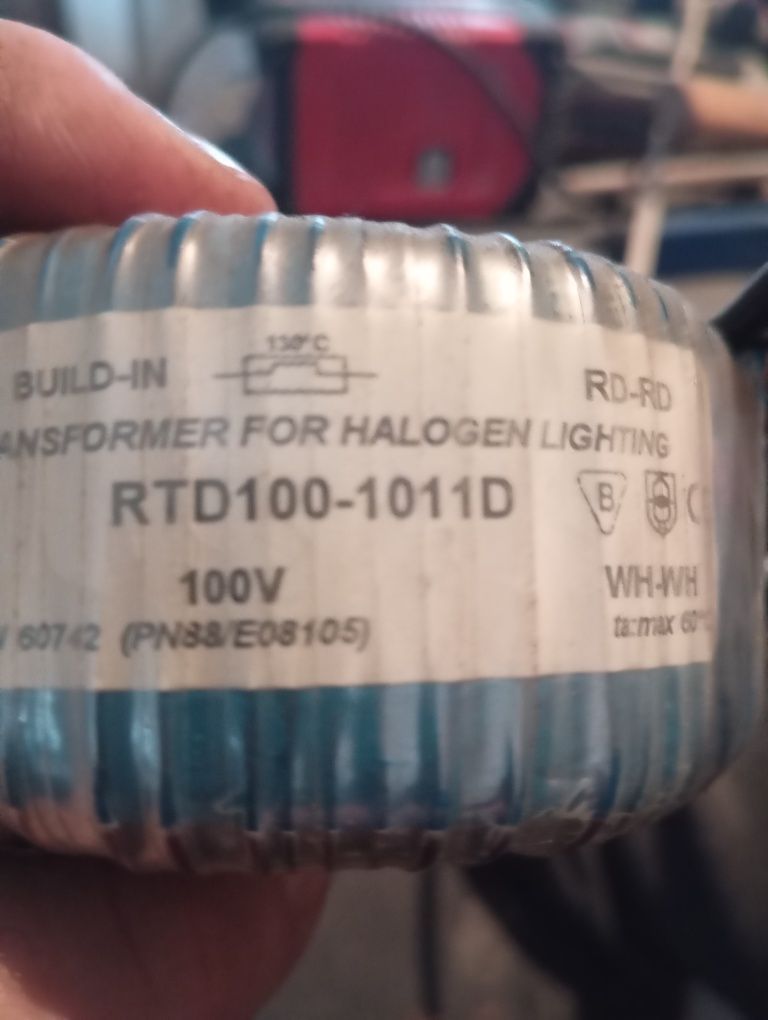 130°C
BUILD-IN RD-RD
ANSFORMER FOR HALOGEN LIGHTING
RTD100-1011D B
100V WH-WH
60742 (PN88/E08105) ta:max 60°